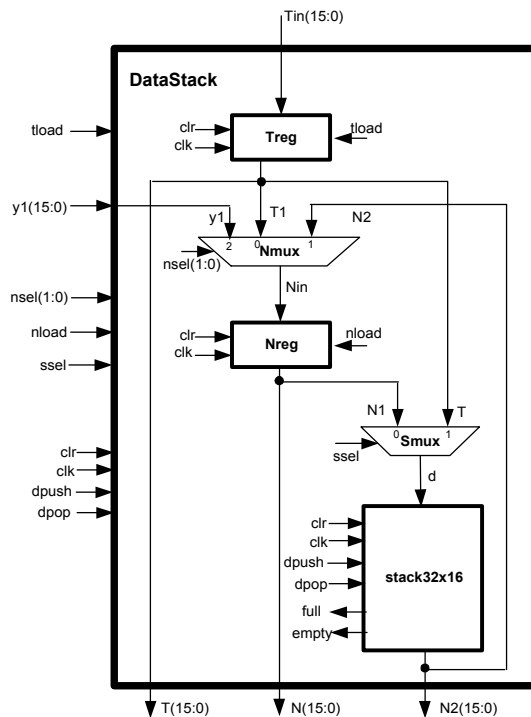 Tin(15:0)
DataStack
tload
clr
clk
Treg
tload
y1(15:0)
y1
T1
N2
2
0
1
Nmux
nsel(1:0)
Nin
nsel(1:0)
nload
ssel
clr
clk
Nreg
nload
N1
T
0
1
Smux
ssel
d
clr
clk
dpush
dpop
clr
clk
dpush
dpop
full
empty
stack32x16
T(15:0)
N(15:0)
N2(15:0)